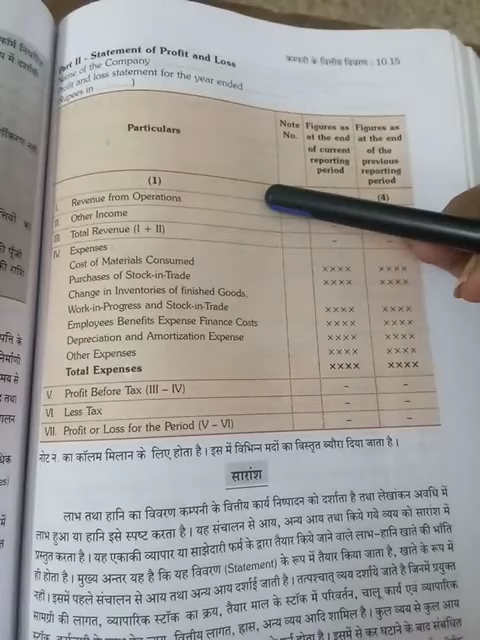 कम्पनी के वित्तीय विवरण / 10.15
Part II - Statement of Profit and Loss
Name of the Company
Profit and loss statement for the year ended
(Rupees in ............)
Particulars
Note No.
Figures as at the end of current reporting period
Figures as at the end of the previous reporting period
(1)
(4)
I. Revenue from Operations
II. Other Income
III. Total Revenue (I + II) – –
IV Expenses
Cost of Materials Consumed ×××× ××××
Purchases of Stock-in-Trade ×××× ××××
Change in Inventories of finished Goods,
Work-in-Progress and Stock-in-Trade ×××× ××××
Employees Benefits Expense Finance Costs ×××× ××××
Depreciation and Amortization Expense ×××× ××××
Other Expenses ×××× ××××
Total Expenses ×××× ××××
V. Profit Before Tax (III – IV) – –
VI. Less Tax – –
VII. Profit or Loss for the Period (V – VI) – –
नोट न. का कॉलम मिलान के लिए होता है। इस में विभिन्न मदों का विस्तृत ब्यौरा दिया जाता है।
सारांश
लाभ तथा हानि का विवरण कम्पनी के वित्तीय कार्य निष्पादन को दर्शाता है तथा लेखांकन अवधि में
लाभ हुआ या हानि इसे स्पष्ट करता है। यह संचालन से आय, अन्य आय तथा किये गये व्यय को सारांश में
प्रस्तुत करता है। यह एकाकी व्यापार या साझेदारी फर्म के द्वारा तैयार किये जाने वाले लाभ-हानि खाते की भाँति
ही होता है। मुख्य अन्तर यह है कि यह विवरण (Statement) के रूप में तैयार किया जाता है, खाते के रूप में
नहीं। इसमें पहले संचालन से आय तथा अन्य आय दर्शाई जाती है। तत्पश्चात् व्यय दर्शाये जाते हैं जिनमें प्रयुक्त
सामग्री की लागत, व्यापारिक स्टॉक का क्रय, तैयार माल के स्टॉक में परिवर्तन, चालू कार्य एवं व्यापारिक
वित्तीय लागत, ह्रास, अन्य व्यय आदि शामिल है। कुल व्यय से कुल आय